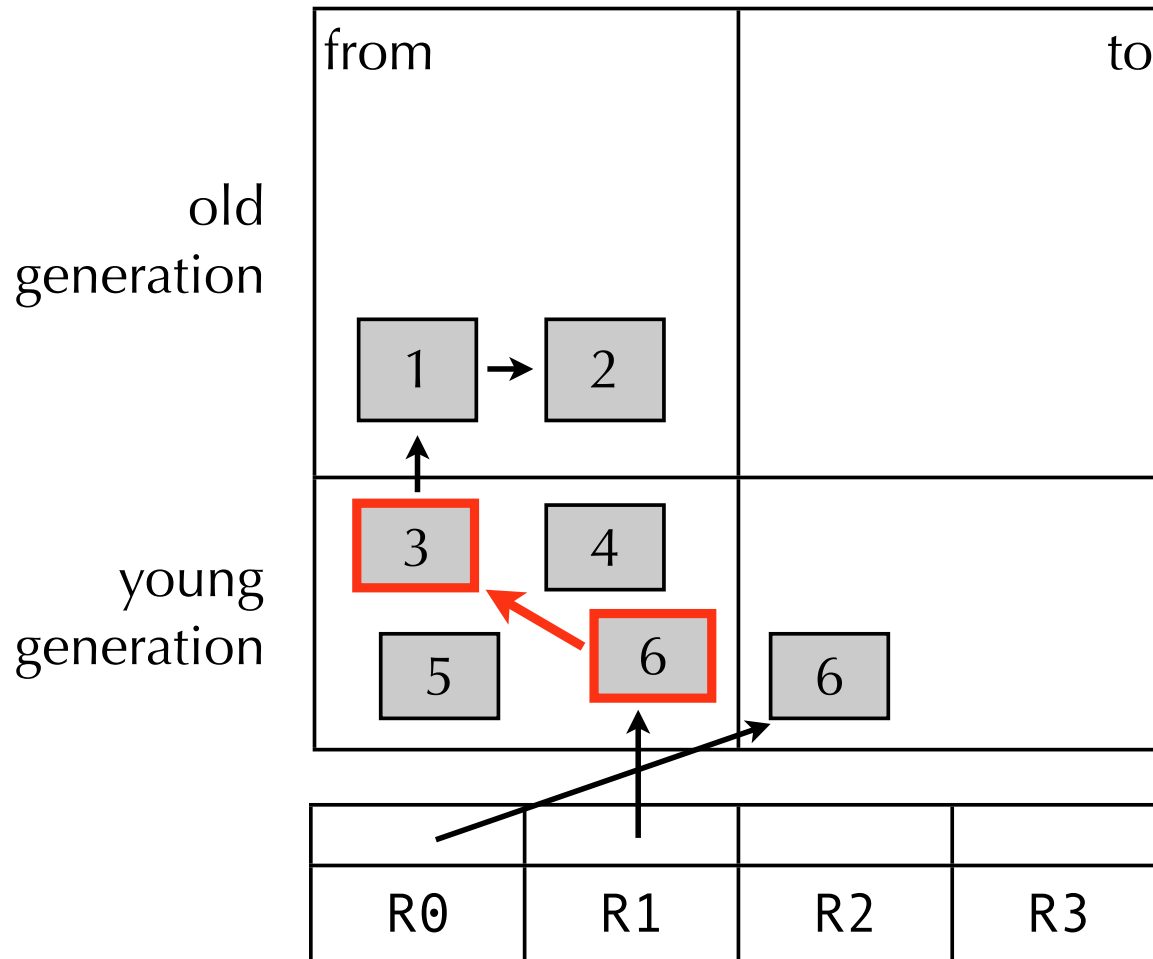 from
to
old
generation
1
2
young
generation
3
4
5
6
6
R0
R1
R2
R3